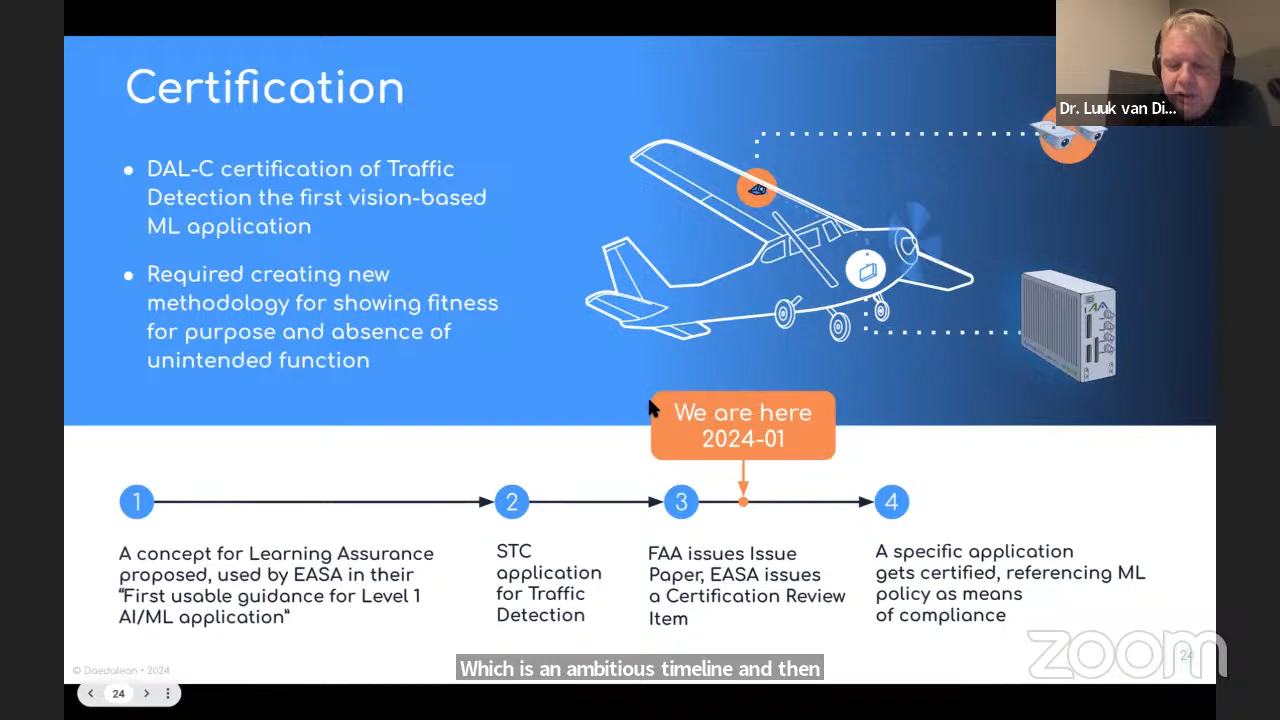 Certification
Dr. Luuk van Di...
DAL-C certification of Traffic
Detection the first vision-based
ML application
Required creating new
methodology for showing fitness
for purpose and absence of
unintended function
We are here
2024-01
1
2
3
4
A concept for Learning Assurance
proposed, used by EASA in their
“First usable guidance for Level 1
AI/ML application”
STC
application
for Traffic
Detection
FAA issues Issue
Paper, EASA issues
a Certification Review
Item
A specific application
gets certified, referencing ML
policy as means
of compliance
zoom
24
© Daedalean • 2024
Which is an ambitious timeline and then
24